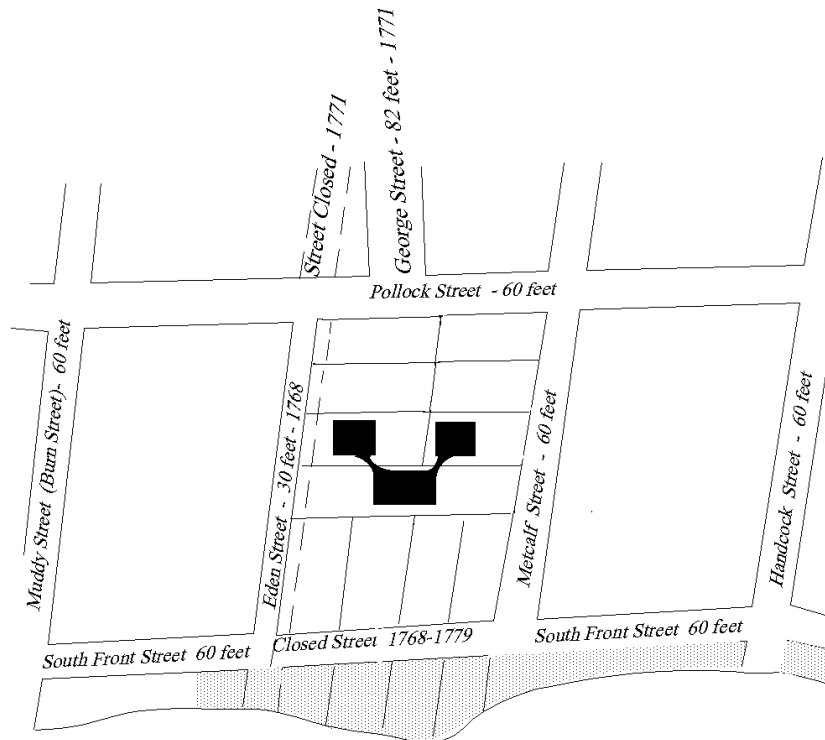 Street Closed - 1771
George Street - 82 feet - 1771
Pollock Street - 60 feet
Muddy Street (Burn Street)- 60 feet
Eden Street - 30 feet - 1768
Metcalf Street - 60 feet
Handcock Street - 60 feet
South Front Street 60 feet
Closed Street 1768-1779
South Front Street 60 feet